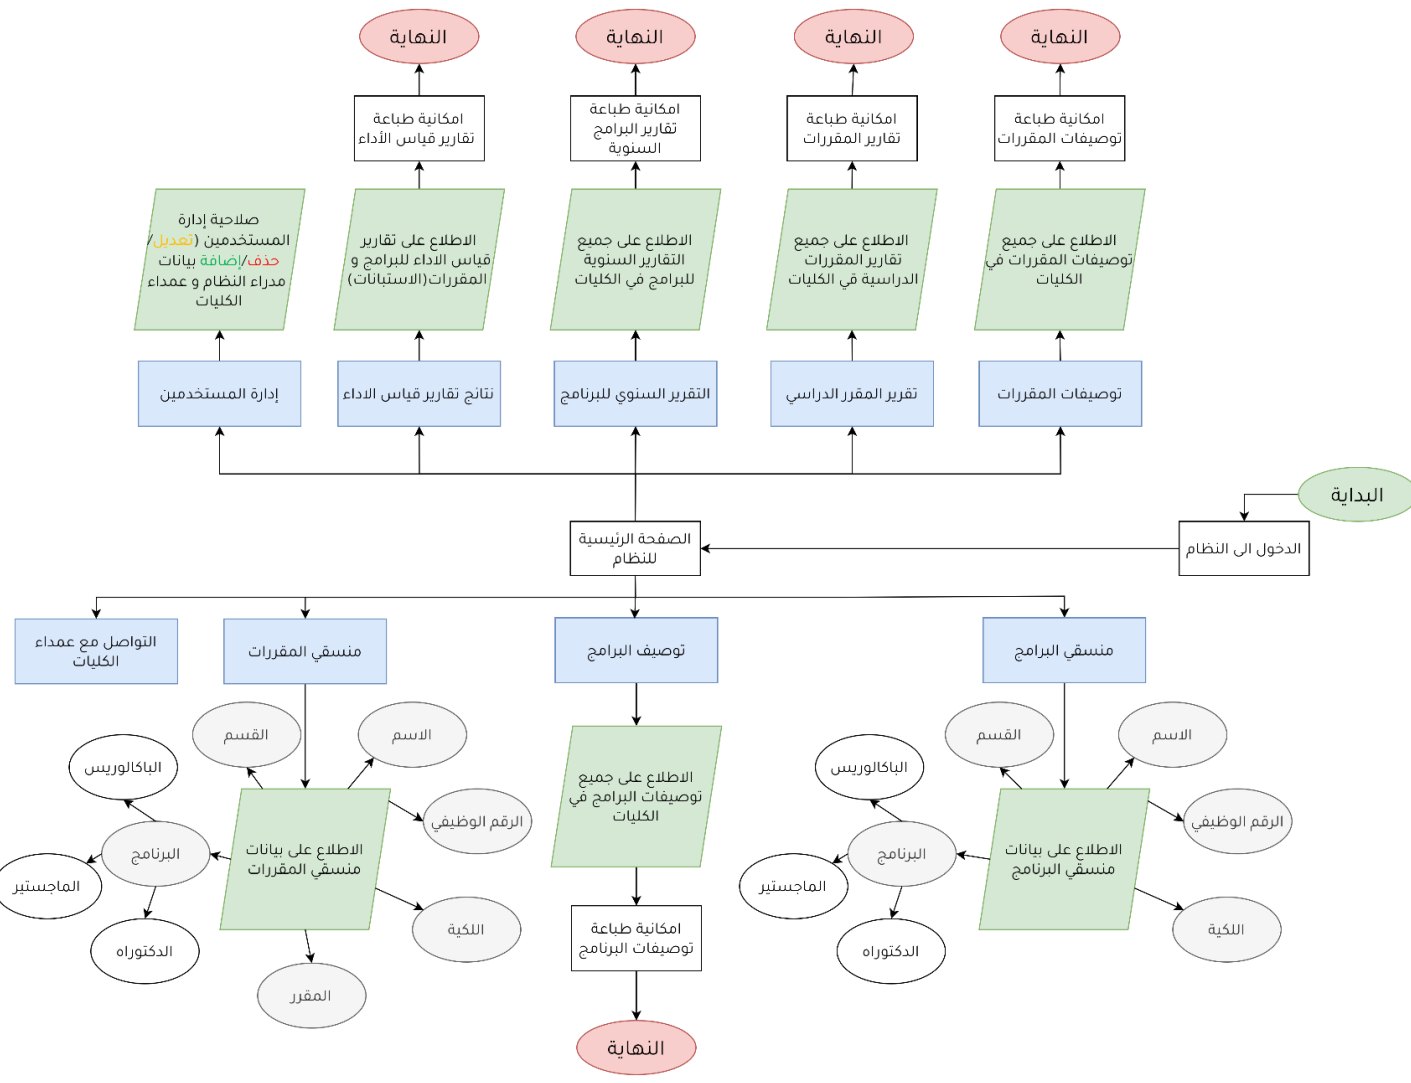 النهاية
النهاية
النهاية
النهاية
امكانية طباعة
توصيفات المقررات
امكانية طباعة
تقارير المقررات
امكانية طباعة
تقارير البرامج
السنوية
امكانية طباعة
تقارير قياس الأداء
الاطلاع على جميع
توصيفات المقررات في
الكليات
الاطلاع على جميع
تقارير المقررات
الدراسية قي الكليات
الاطلاع على جميع
التقارير السنوية
للبرامج في الكليات
الاطلاع على تقارير
قياس الاداء للبرامج و
المقررات(الاستبانات)
صلاحية إدارة
المستخدمين (تعديل/
حذف/إضافة بيانات
مدراء النظام و عمداء
الكليات
توصيفات المقررات
تقرير المقرر الدراسي
التقرير السنوي للبرنامج
نتائج تقارير قياس الاداء
إدارة المستخدمين
البداية
الدخول الى النظام
الصفحة الرئيسية
للنظام
منسقي البرامج
توصيف البرامج
منسقي المقررات
التواصل مع عمداء
الكليات
الاسم
القسم
الباكالوريس
الرقم الوظيفي
البرنامج
الماجستير
الاطلاع على بيانات
منسقي البرنامج
اللكية
الدكتوراه
الاطلاع على جميع
توصيفات البرامج في
الكليات
امكانية طباعة
توصيفات البرنامج
النهاية
الاسم
القسم
الباكالوريس
الرقم الوظيفي
البرنامج
الماجستير
الاطلاع على بيانات
منسقي المقررات
اللكية
الدكتوراه
المقرر